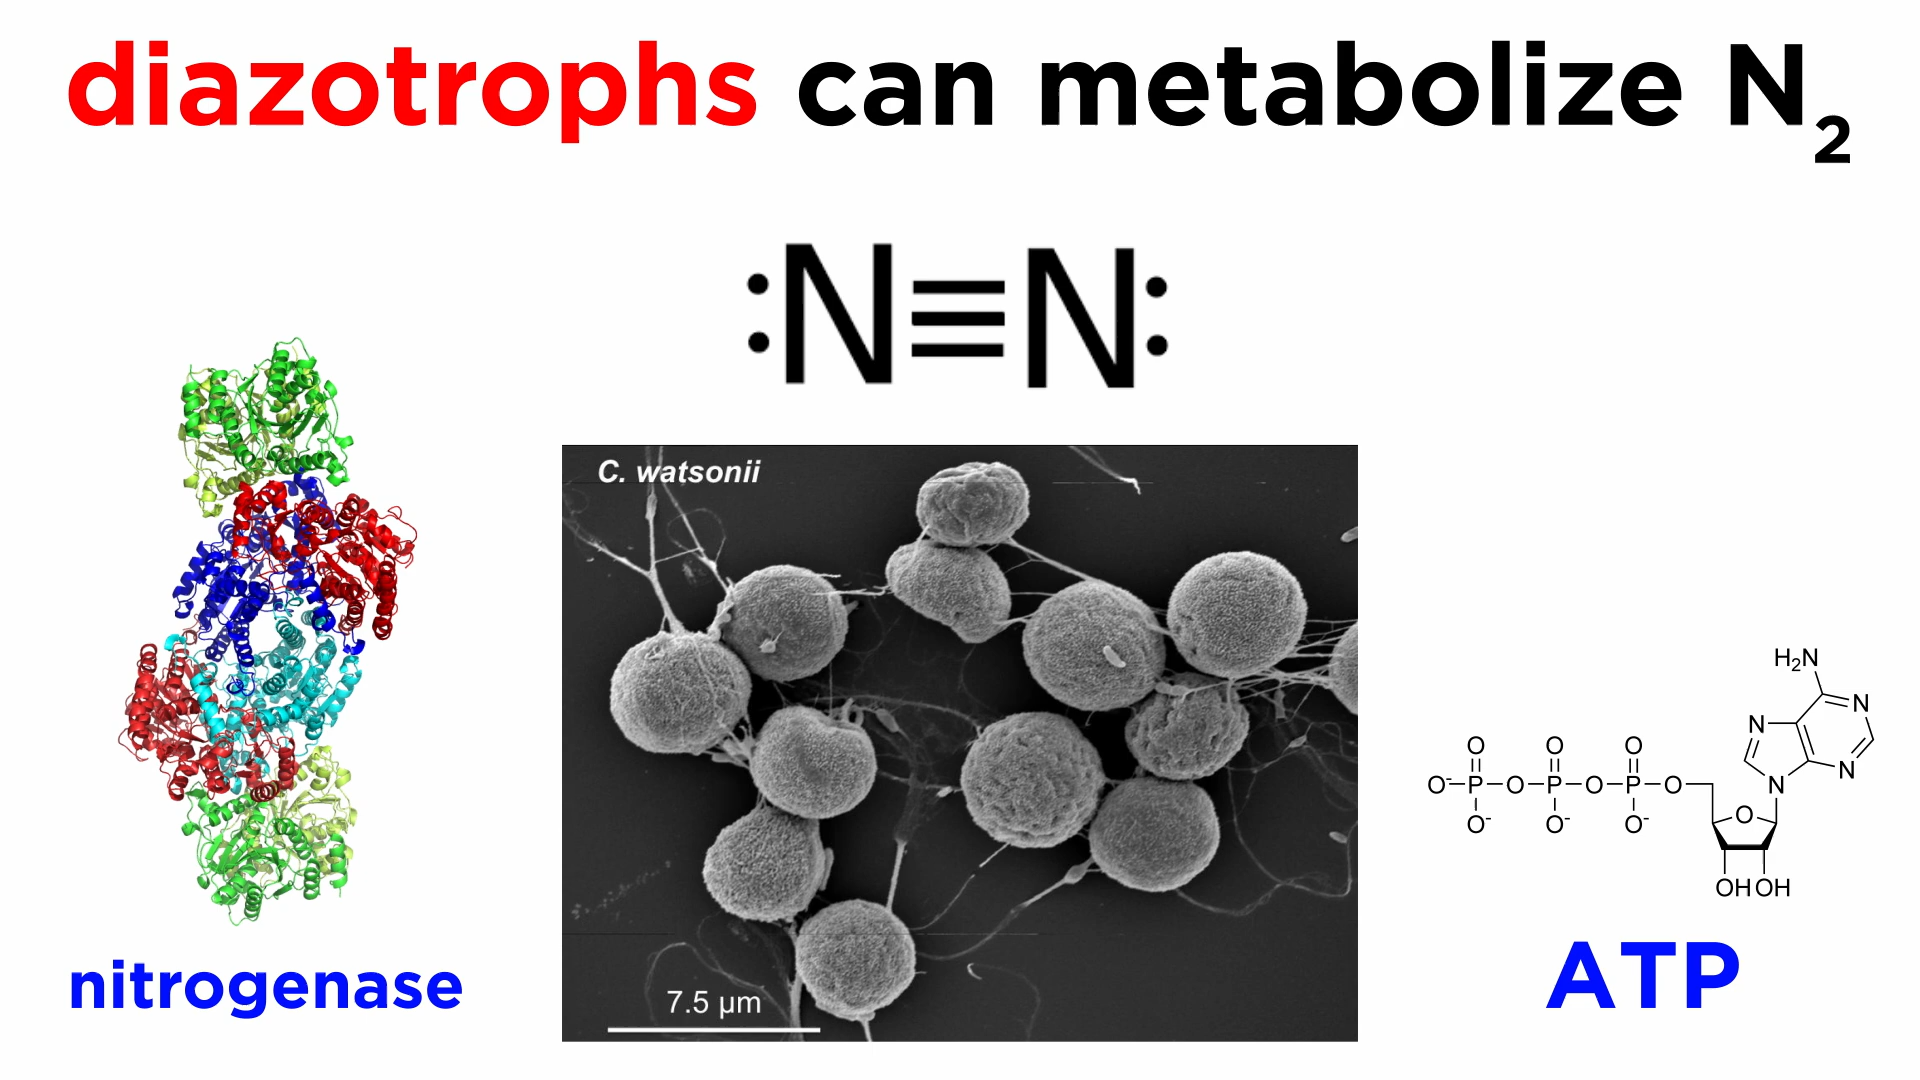 diazotrophs can metabolize N₂
:N≡N:
C. watsonii
7.5 µm
nitrogenase
H₂N
N
N
N
N
O
O
O
O⁻
P
O
P
O
P
O
O
O⁻
O⁻
O⁻
OH
OH
ATP